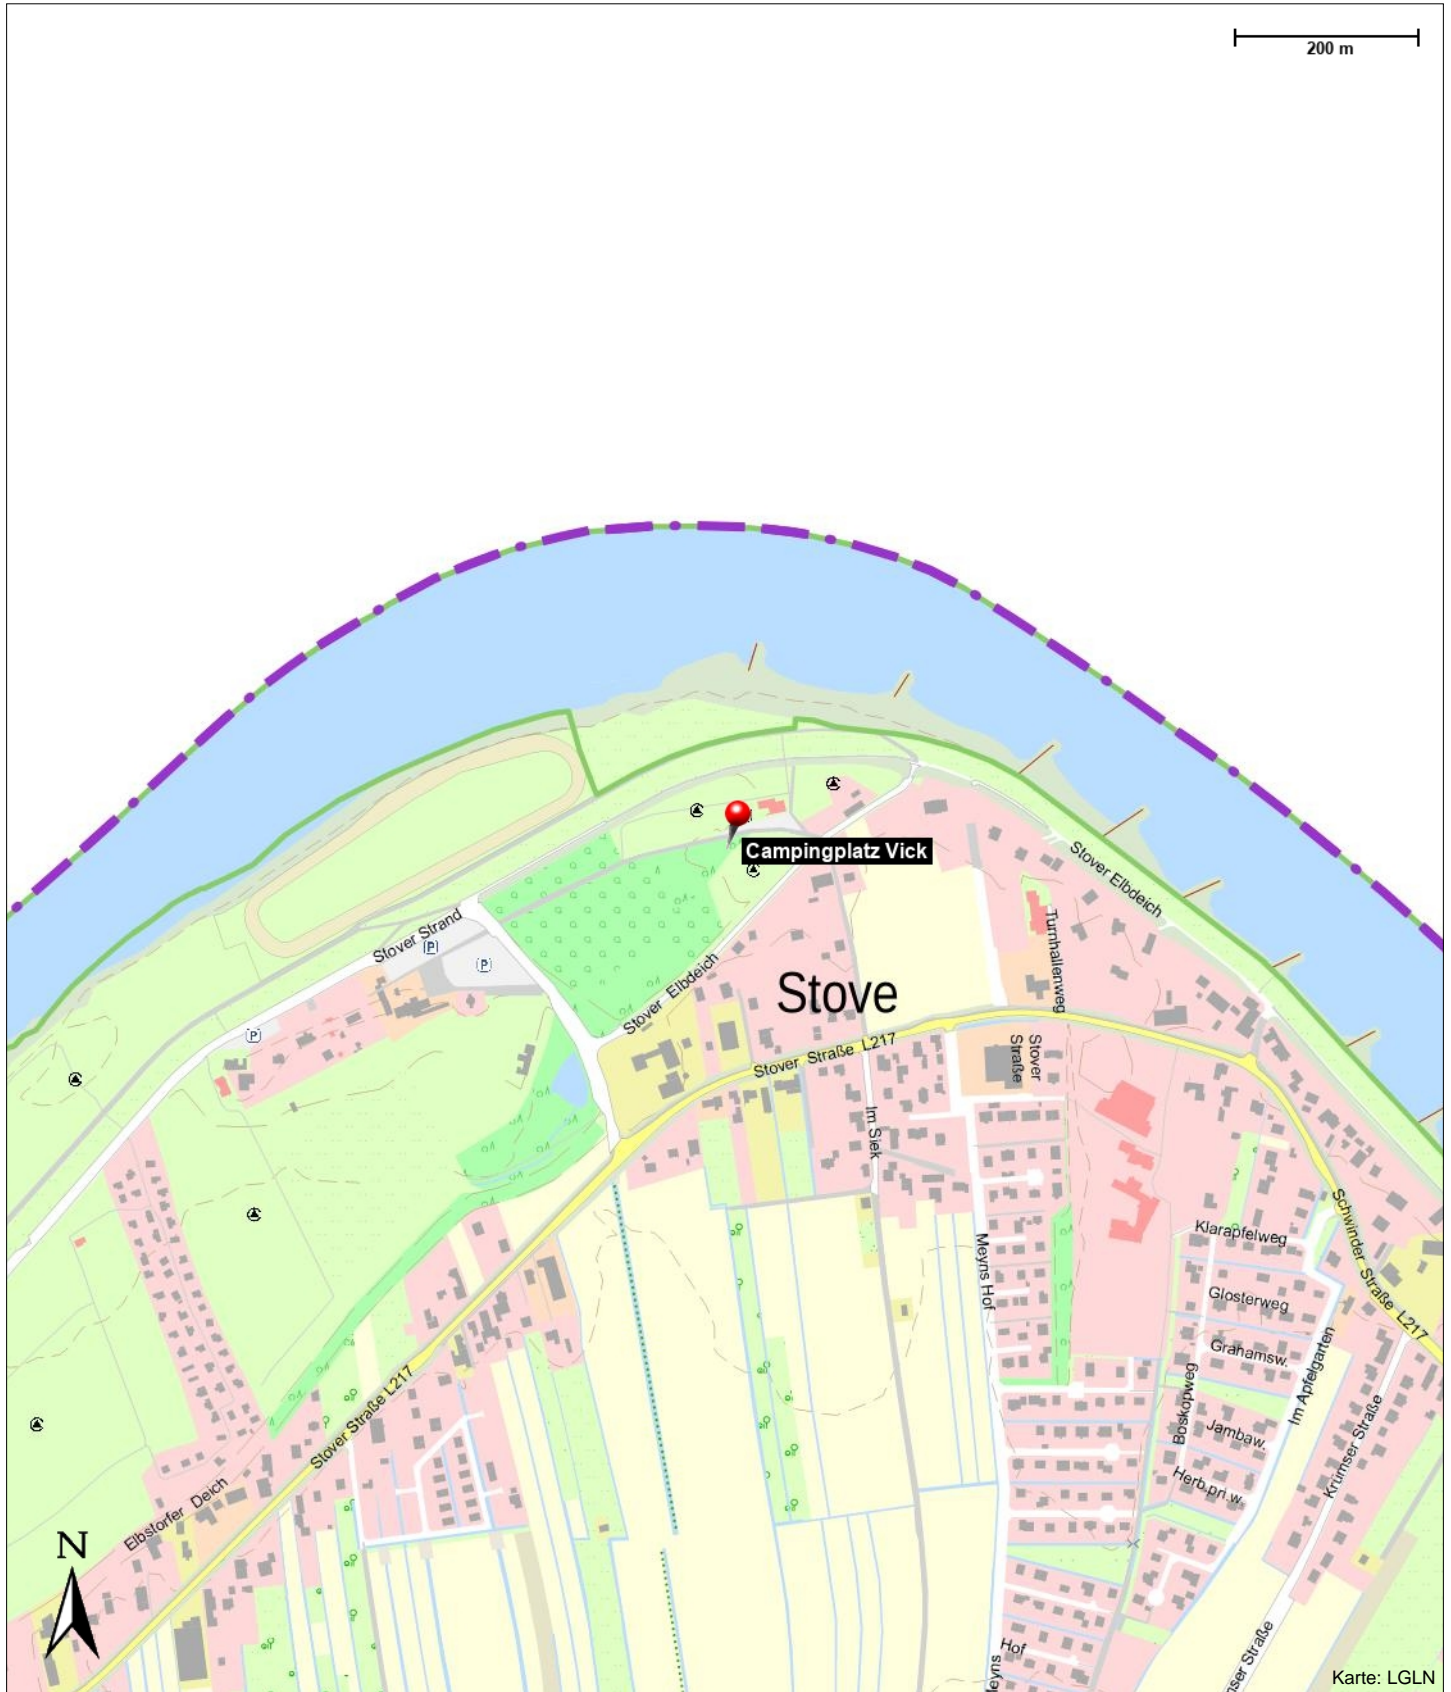 200 m
Campingplatz Vick
Stover Elbdeich
Stover Strand
P
P
Turnhallenweg
Stover Elbdeich
Stove
P
Stover Straße L217
Stover
Straße
Im Siek
Schwinder Straße L217
Klarapfelweg
Meyns Hof
Glosterweg
Grahamsw.
Im Apfelgarten
Boskopweg
Stover Straße L217
Jambaw.
Krümser Straße
Herb.pri.w.
Elbstorfer Deich
N
Hof
Karte: LGLN